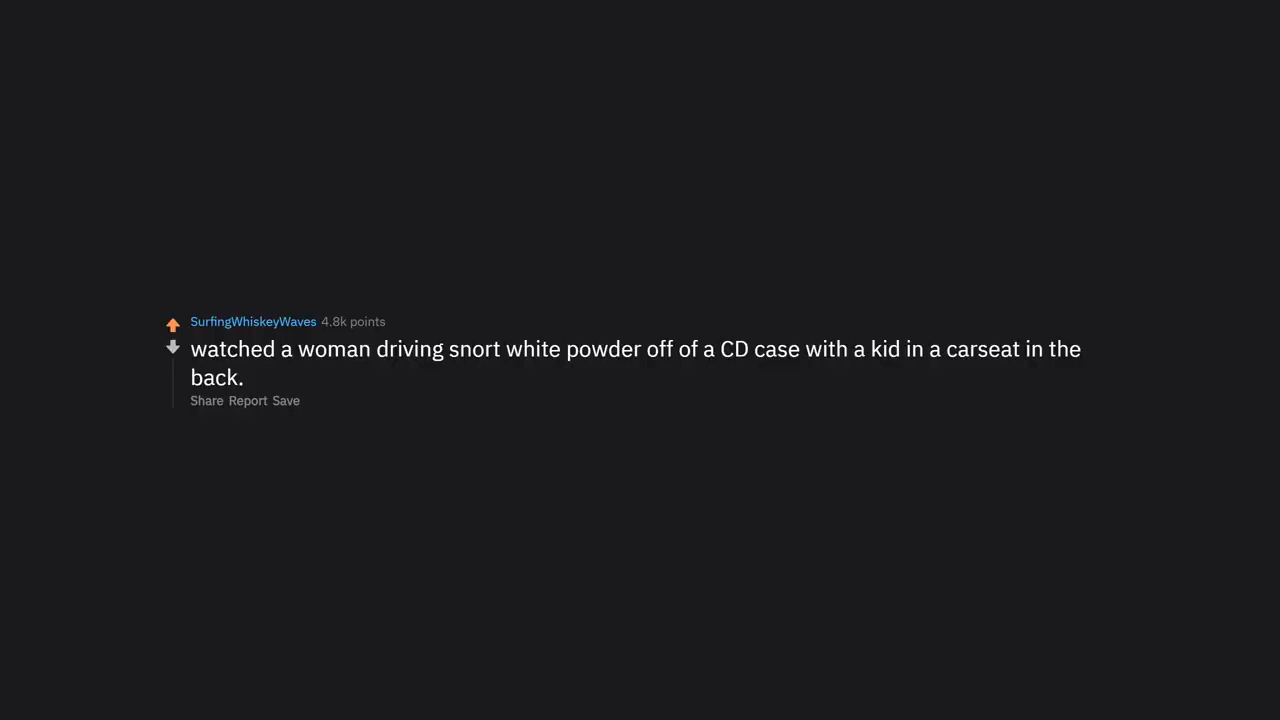 SurfingWhiskeyWaves 4.8k points
watched a woman driving snort white powder off of a CD case with a kid in a carseat in the
back.
Share Report Save